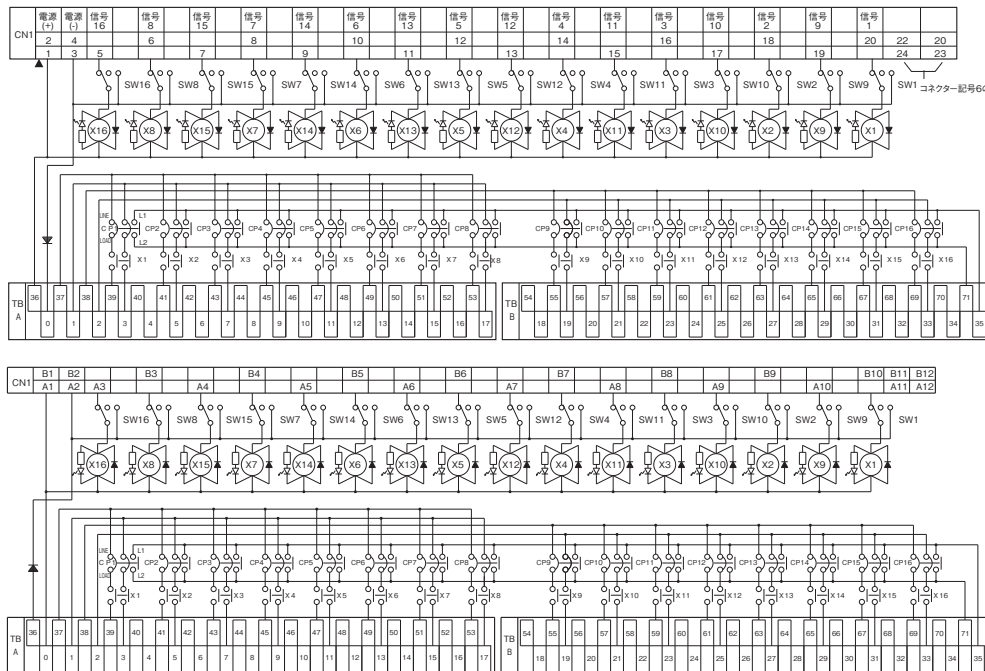 電源 電源 信号 信号 信号 信号 信号 信号 信号 信号 信号 信号 信号 信号 信号 信号 信号 信号
(+) (-) 16 8 15 7 14 6 13 5 12 4 11 3 10 2 9 1
CN1
2 4 6 8 10 12 14 16 18 20 22 20
1 3 5 7 9 11 13 15 17 19 24 23
SW16 SW8 SW15 SW7 SW14 SW6 SW13 SW5 SW12 SW4 SW11 SW3 SW10 SW2 SW9 SW1
コネクター記号6
X16 X8 X15 X7 X14 X6 X13 X5 X12 X4 X11 X3 X10 X2 X9 X1
LINE L1
C P1 CP2 CP3 CP4 CP5 CP6 CP7 CP8 CP9 CP10 CP11 CP12 CP13 CP14 CP15 CP16
LOAD L2
X1 X2 X3 X4 X5 X6 X7 X8 X9 X10 X11 X12 X13 X14 X15 X16
TB A
36 37 38 39 40 41 42 43 44 45 46 47 48 49 50 51 52 53
0 1 2 3 4 5 6 7 8 9 10 11 12 13 14 15 16 17
TB B
54 55 56 57 58 59 60 61 62 63 64 65 66 67 68 69 70 71
18 19 20 21 22 23 24 25 26 27 28 29 30 31 32 33 34 35
CN1
B1 B2 B3 B4 B5 B6 B7 B8 B9 B10 B11 B12
A1 A2 A3 A4 A5 A6 A7 A8 A9 A10 A11 A12
SW16 SW8 SW15 SW7 SW14 SW6 SW13 SW5 SW12 SW4 SW11 SW3 SW10 SW2 SW9 SW1
X16 X8 X15 X7 X14 X6 X13 X5 X12 X4 X11 X3 X10 X2 X9 X1
LINE L1
C P1 CP2 CP3 CP4 CP5 CP6 CP7 CP8 CP9 CP10 CP11 CP12 CP13 CP14 CP15 CP16
LOAD L2
X1 X2 X3 X4 X5 X6 X7 X8 X9 X10 X11 X12 X13 X14 X15 X16
TB A
36 37 38 39 40 41 42 43 44 45 46 47 48 49 50 51 52 53
0 1 2 3 4 5 6 7 8 9 10 11 12 13 14 15 16 17
TB B
54 55 56 57 58 59 60 61 62 63 64 65 66 67 68 69 70 71
18 19 20 21 22 23 24 25 26 27 28 29 30 31 32 33 34 35